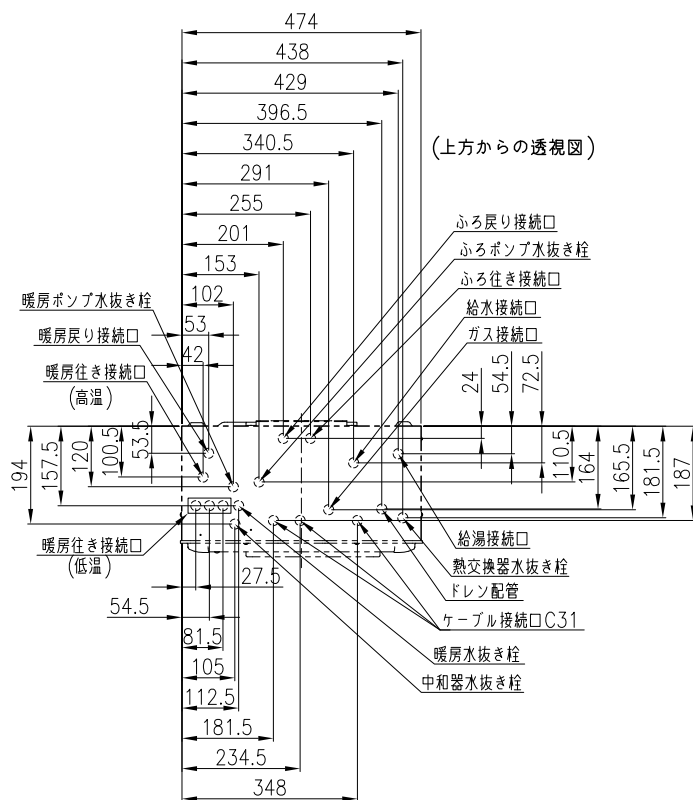 474
438
429
396.5
(上方からの透視図)
340.5
291
255
ふろ戻り接続口
201
ふろポンプ水抜き栓
153
ふろ往き接続口
暖房ポンプ水抜き栓
102
給水接続口
53
暖房戻り接続口
ガス接続口
42
暖房往き接続口
(高温)
24
54.5
72.5
194
157.5
120
100.5
53.5
110.5
164
165.5
181.5
187
暖房往き接続口
(低温)
給湯接続口
熱交換器水抜き栓
27.5
ドレン配管
54.5
ケーブル接続口C31
81.5
暖房水抜き栓
105
中和器水抜き栓
112.5
181.5
234.5
348